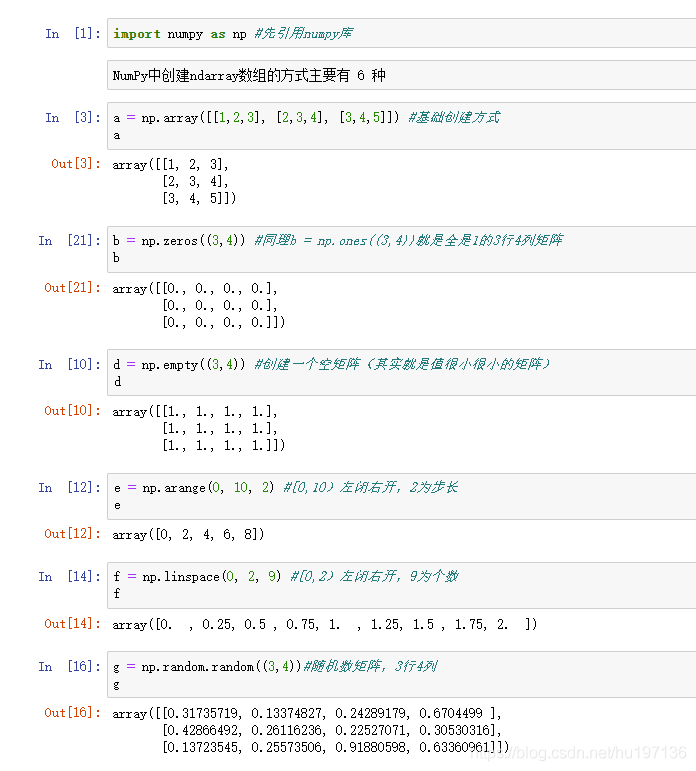 In [1]: import numpy as np #先引用numpy库
NumPy中创建ndarray数组的方式主要有 6 种
In [3]: a = np.array([[1,2,3], [2,3,4], [3,4,5]]) #基础创建方式
a
Out[3]: array([[1, 2, 3],
[2, 3, 4],
[3, 4, 5]])
In [21]: b = np.zeros((3,4)) #同理b = np.ones((3,4))就是全是1的3行4列矩阵
b
Out[21]: array([[0., 0., 0., 0.],
[0., 0., 0., 0.],
[0., 0., 0., 0.]])
In [10]: d = np.empty((3,4)) #创建一个空矩阵（其实就是值很小很小的矩阵）
d
Out[10]: array([[1., 1., 1., 1.],
[1., 1., 1., 1.],
[1., 1., 1., 1.]])
In [12]: e = np.arange(0, 10, 2) #[0,10）左闭右开，2为步长
e
Out[12]: array([0, 2, 4, 6, 8])
In [14]: f = np.linspace(0, 2, 9) #[0,2）左闭右开，9为个数
f
Out[14]: array([0. , 0.25, 0.5 , 0.75, 1. , 1.25, 1.5 , 1.75, 2. ])
In [16]: g = np.random.random((3,4))#随机数矩阵，3行4列
g
Out[16]: array([[0.31735719, 0.13374827, 0.24289179, 0.6704499 ],
[0.42866492, 0.26116236, 0.22527071, 0.30530316],
[0.13723545, 0.25573506, 0.91880598, 0.63360961]])
https://blog.csdn.net/hu197136